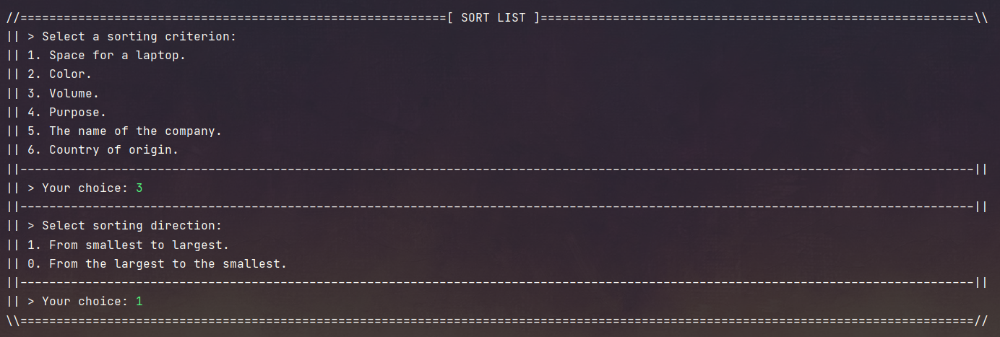 //===========================================================[ SORT LIST ]============================================================\\
|| > Select a sorting criterion:
|| 1. Space for a laptop.
|| 2. Color.
|| 3. Volume.
|| 4. Purpose.
|| 5. The name of the company.
|| 6. Country of origin.
||------------------------------------------------------------------------------------------------------------------------------------||
|| > Your choice: 3
||------------------------------------------------------------------------------------------------------------------------------------||
|| > Select sorting direction:
|| 1. From smallest to largest.
|| 0. From the largest to the smallest.
||------------------------------------------------------------------------------------------------------------------------------------||
|| > Your choice: 1
\\====================================================================================================================================//